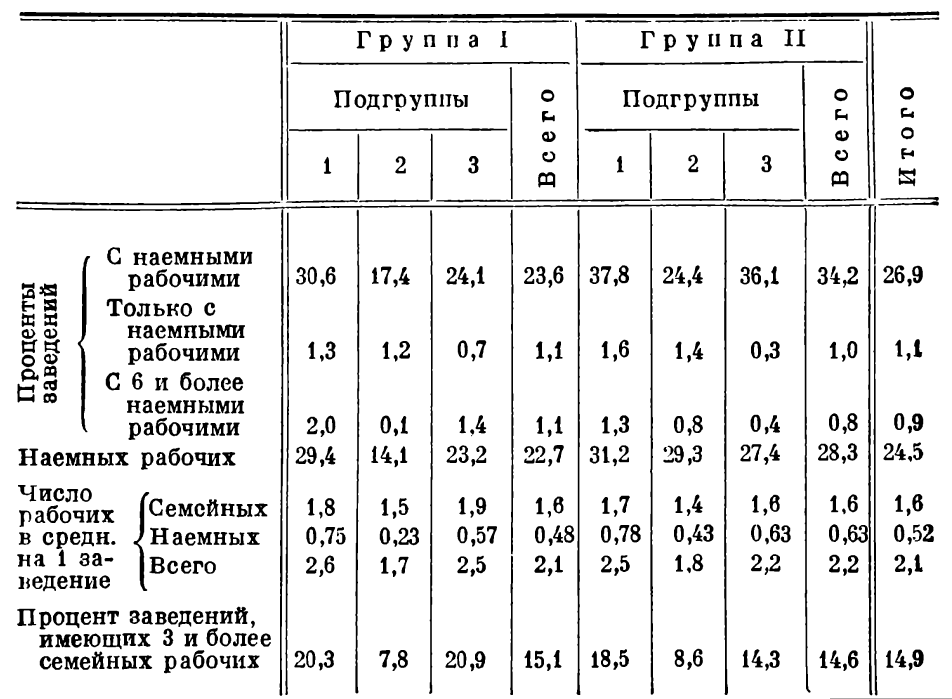 Группа I Группа II
Подгруппы Всего Подгруппы Всего Итого
1 2 3 1 2 3
Проценты заведений
С наемными
рабочими 30,6 17,4 24,1 23,6 37,8 24,4 36,1 34,2 26,9
Только с
наемными
рабочими 1,3 1,2 0,7 1,1 1,6 1,4 0,3 1,0 1,1
С 6 и более
наемными
рабочими 2,0 0,1 1,4 1,1 1,3 0,8 0,4 0,8 0,9
Наемных рабочих 29,4 14,1 23,2 22,7 31,2 29,3 27,4 28,3 24,5
Число
рабочих
в средн.
на 1 за-
ведение
Семейных 1,8 1,5 1,9 1,6 1,7 1,4 1,6 1,6 1,6
Наемных 0,75 0,23 0,57 0,48 0,78 0,43 0,63 0,63 0,52
Всего 2,6 1,7 2,5 2,1 2,5 1,8 2,2 2,2 2,1
Процент заведений,
имеющих 3 и более
семейных рабочих 20,3 7,8 20,9 15,1 18,5 8,6 14,3 14,6 14,9